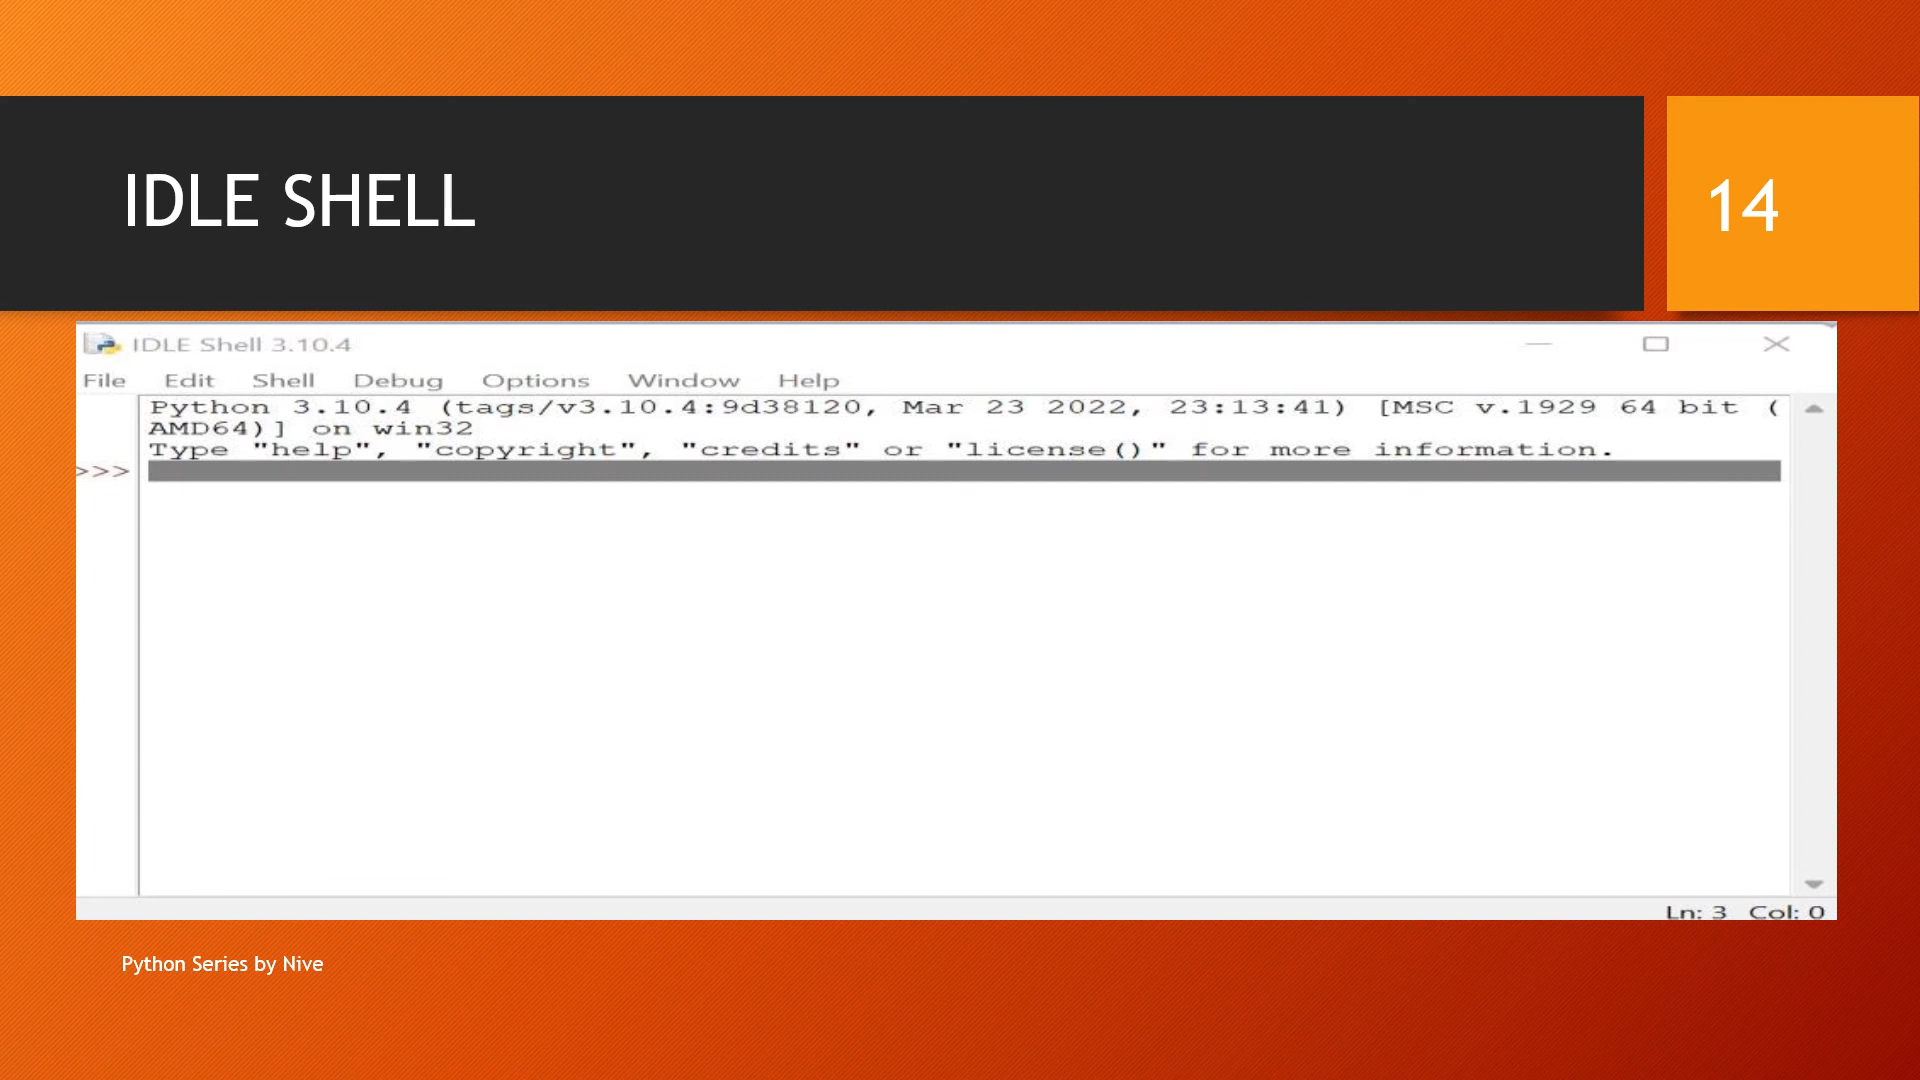 IDLE SHELL
14
IDLE Shell 3.10.4
File Edit Shell Debug Options Window Help
Python 3.10.4 (tags/v3.10.4:9d38120, Mar 23 2022, 23:13:41) [MSC v.1929 64 bit (
AMD64)] on win32
Type "help", "copyright", "credits" or "license()" for more information.
>>>
Ln: 3 Col: 0
Python Series by Nive